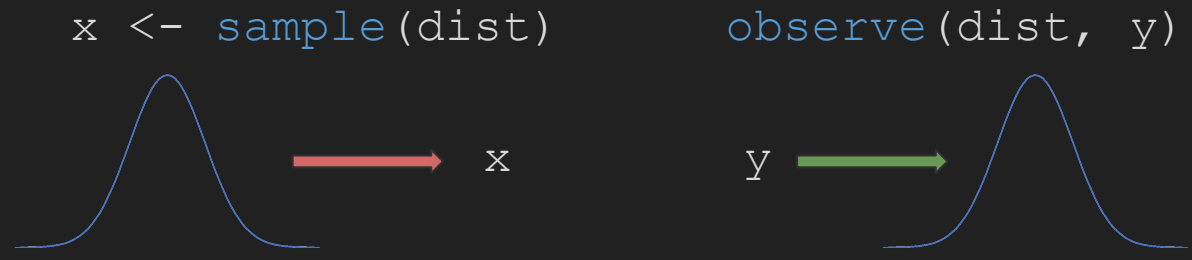 x <- sample(dist)
observe(dist, y)
x
y